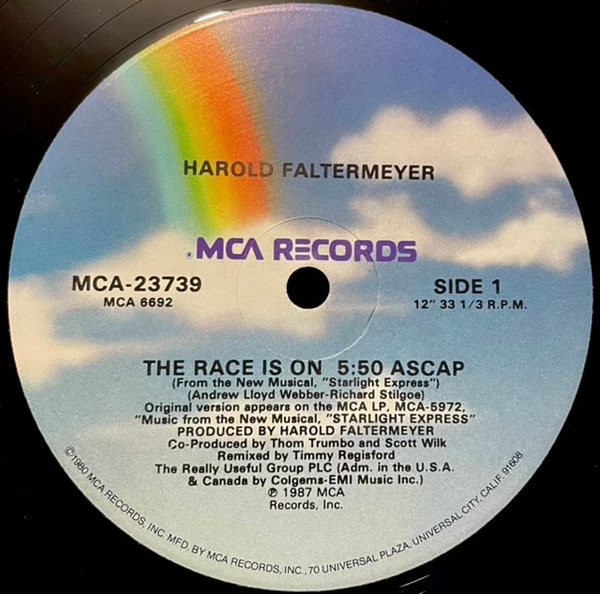 HAROLD FALTERMEYER
MCA RECORDS
MCA-23739
MCA 6692
SIDE 1
12" 33 1/3 R.P.M.
THE RACE IS ON 5:50 ASCAP
(From the New Musical, "Starlight Express")
(Andrew Lloyd Webber-Richard Stilgoe)
Original version appears on the MCA LP, MCA-5972,
"Music from the New Musical, "STARLIGHT EXPRESS"
PRODUCED BY HAROLD FALTERMEYER
Co-Produced by Thom Trumbo and Scott Wilk
Remixed by Timmy Regisford
The Really Useful Group PLC (Adm. in the U.S.A.
& Canada by Colgems-EMI Music Inc.)
℗ 1987 MCA
Records, Inc.
©1980 MCA RECORDS, INC. MFD. BY MCA RECORDS, INC., 70 UNIVERSAL PLAZA, UNIVERSAL CITY, CALIF. 91608